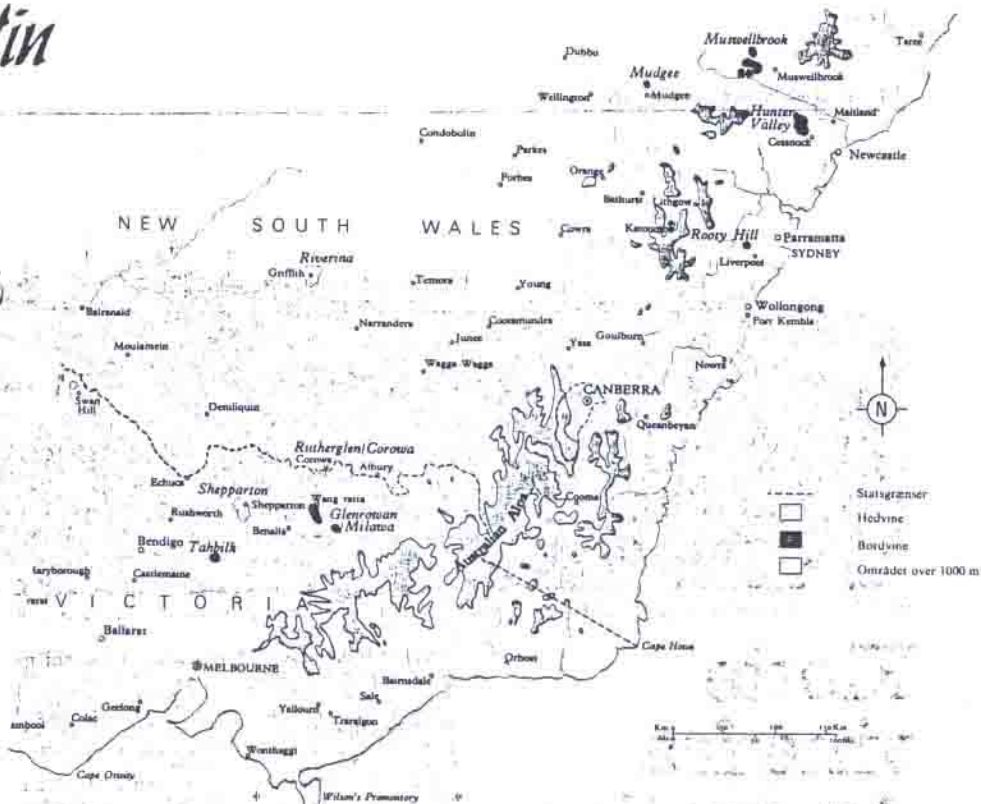 Muswellbrook
Taree
Dubbo
Muswellbrook
Mudgee
Wellington
Mudgee
Hunter
Valley
Maitland
Condobolin
Cessnock
Newcastle
Parkes
Forbes
Orange
Bathurst
Lithgow
NEW SOUTH WALES
Cowra
Katoomba
Rooty Hill
Parramatta
SYDNEY
Riverina
Griffith
Liverpool
Temora
Young
Balranald
Wollongong
Port Kembla
Narrandera
Cootamundra
Moulamein
Junee
Yass
Goulburn
Wagga-Wagga
Nowra
Swan
Hill
CANBERRA
N
Deniliquin
Queanbeyan
Rutherglen/Corowa
Corowa
Albury
Echuca
Shepparton
Wang ratta
Statsgrænser
Rushworth
Shepparton
Glenrowan
Milawa
Cooma
Hedvine
Benalla
Australian Alps
Bordvine
Bendigo
Tahbilk
Området over 1000 m
Maryborough
Castlemaine
VICTORIA
Ballarat
Cape Howe
MELBOURNE
Orbost
Bairnsdale
Sale
Geelong
Yallourn
Traralgon
Colac
Wonthaggi
Cape Otway
Wilson's Promontory